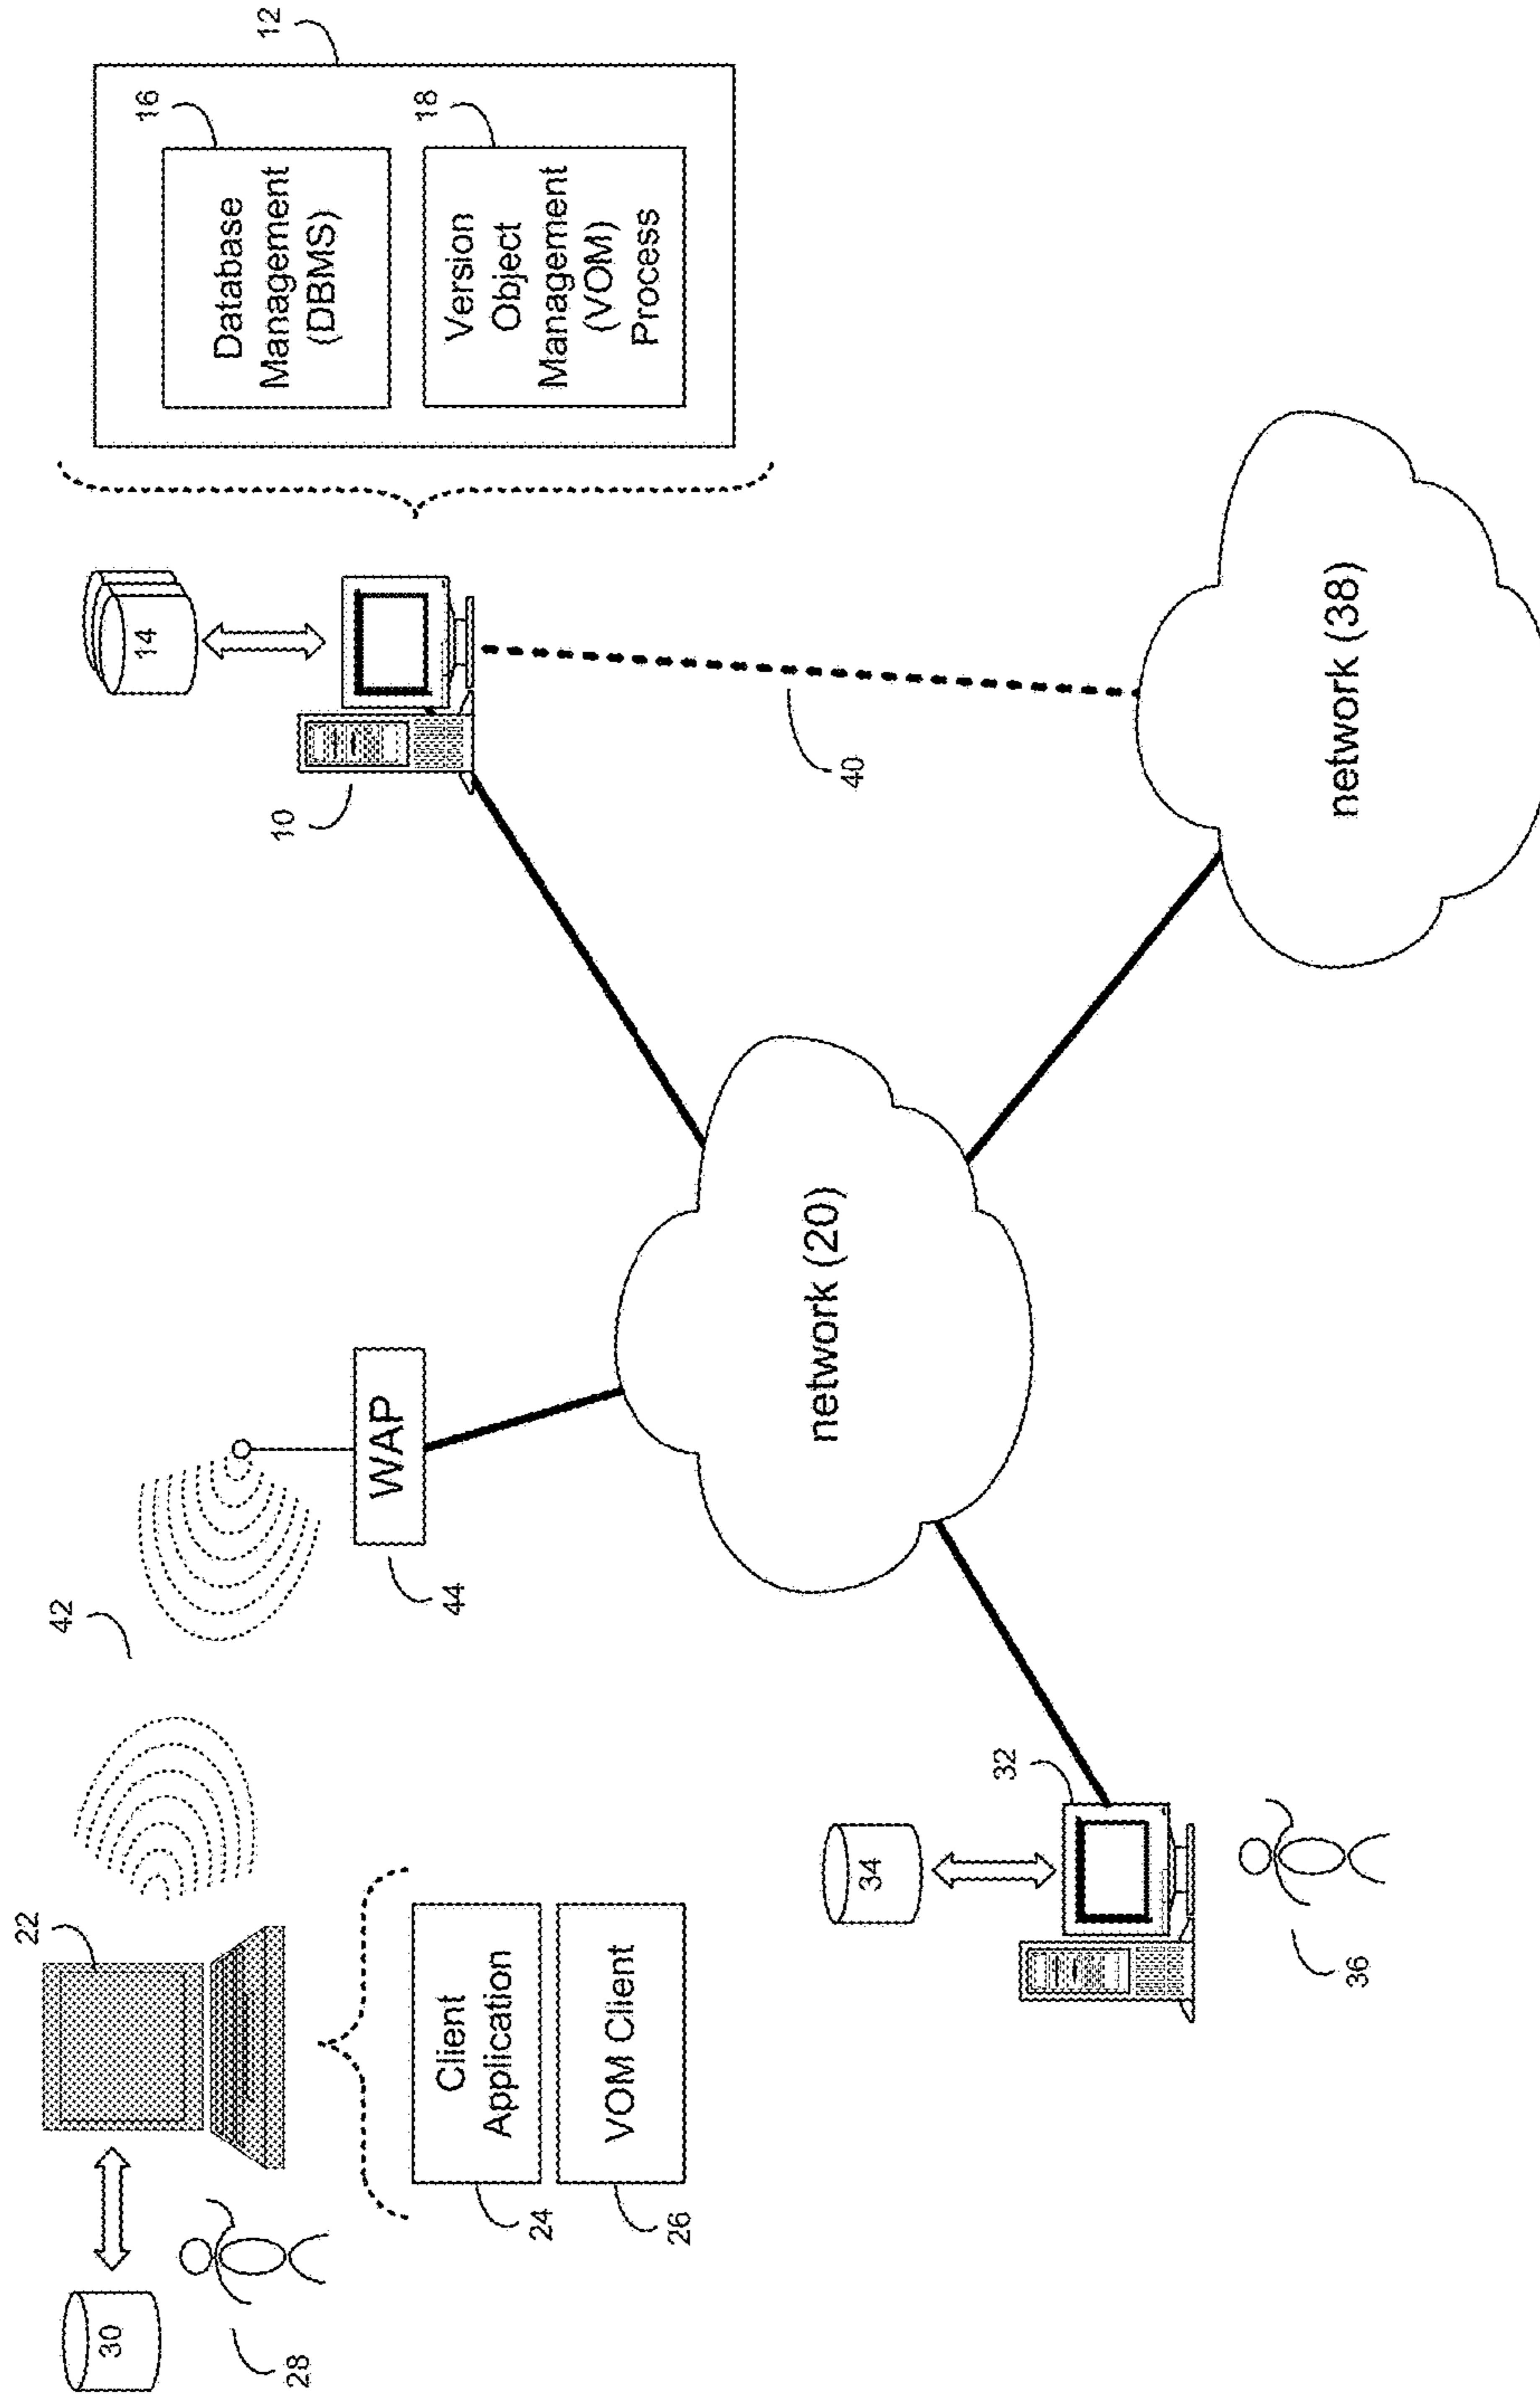 22
42
30
28
14
12
16
Database
Management
(DBMS)
18
Version
Object
Management
(VOM)
Process
10
WAP
44
Client
Application
24
VOM Client
26
network (20)
40
34
32
36
network (38)